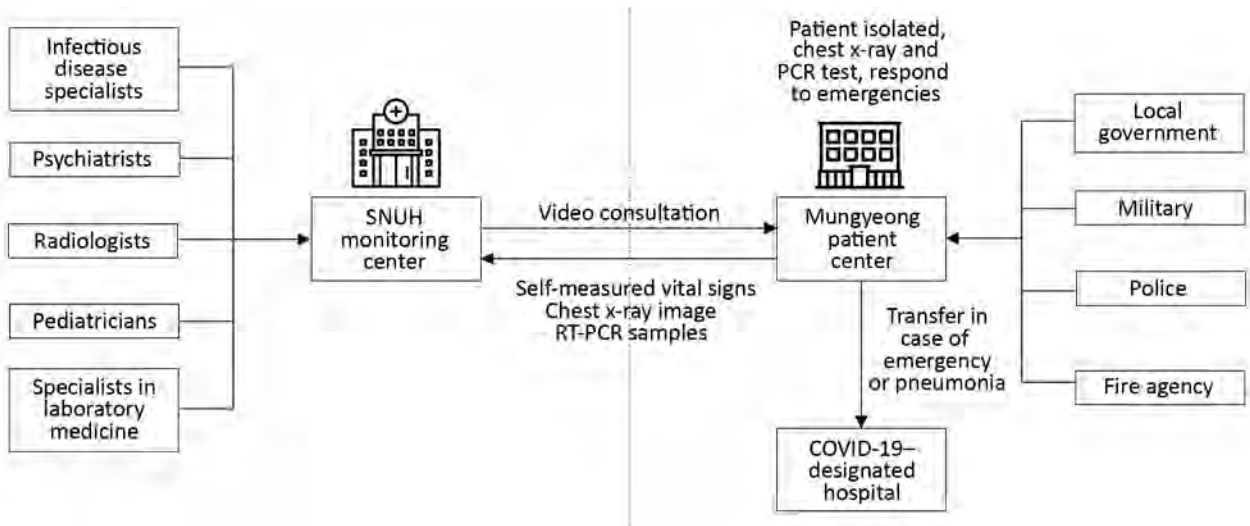 Infectious
disease
specialists
Psychiatrists
Radiologists
Pediatricians
Specialists in
laboratory
medicine
SNUH
monitoring
center
Video consultation
Self-measured vital signs
Chest x-ray image
RT-PCR samples
Patient isolated,
chest x-ray and
PCR test, respond
to emergencies
Mungyeong
patient
center
Transfer in
case of
emergency
or pneumonia
COVID-19–
designated
hospital
Local
government
Military
Police
Fire agency